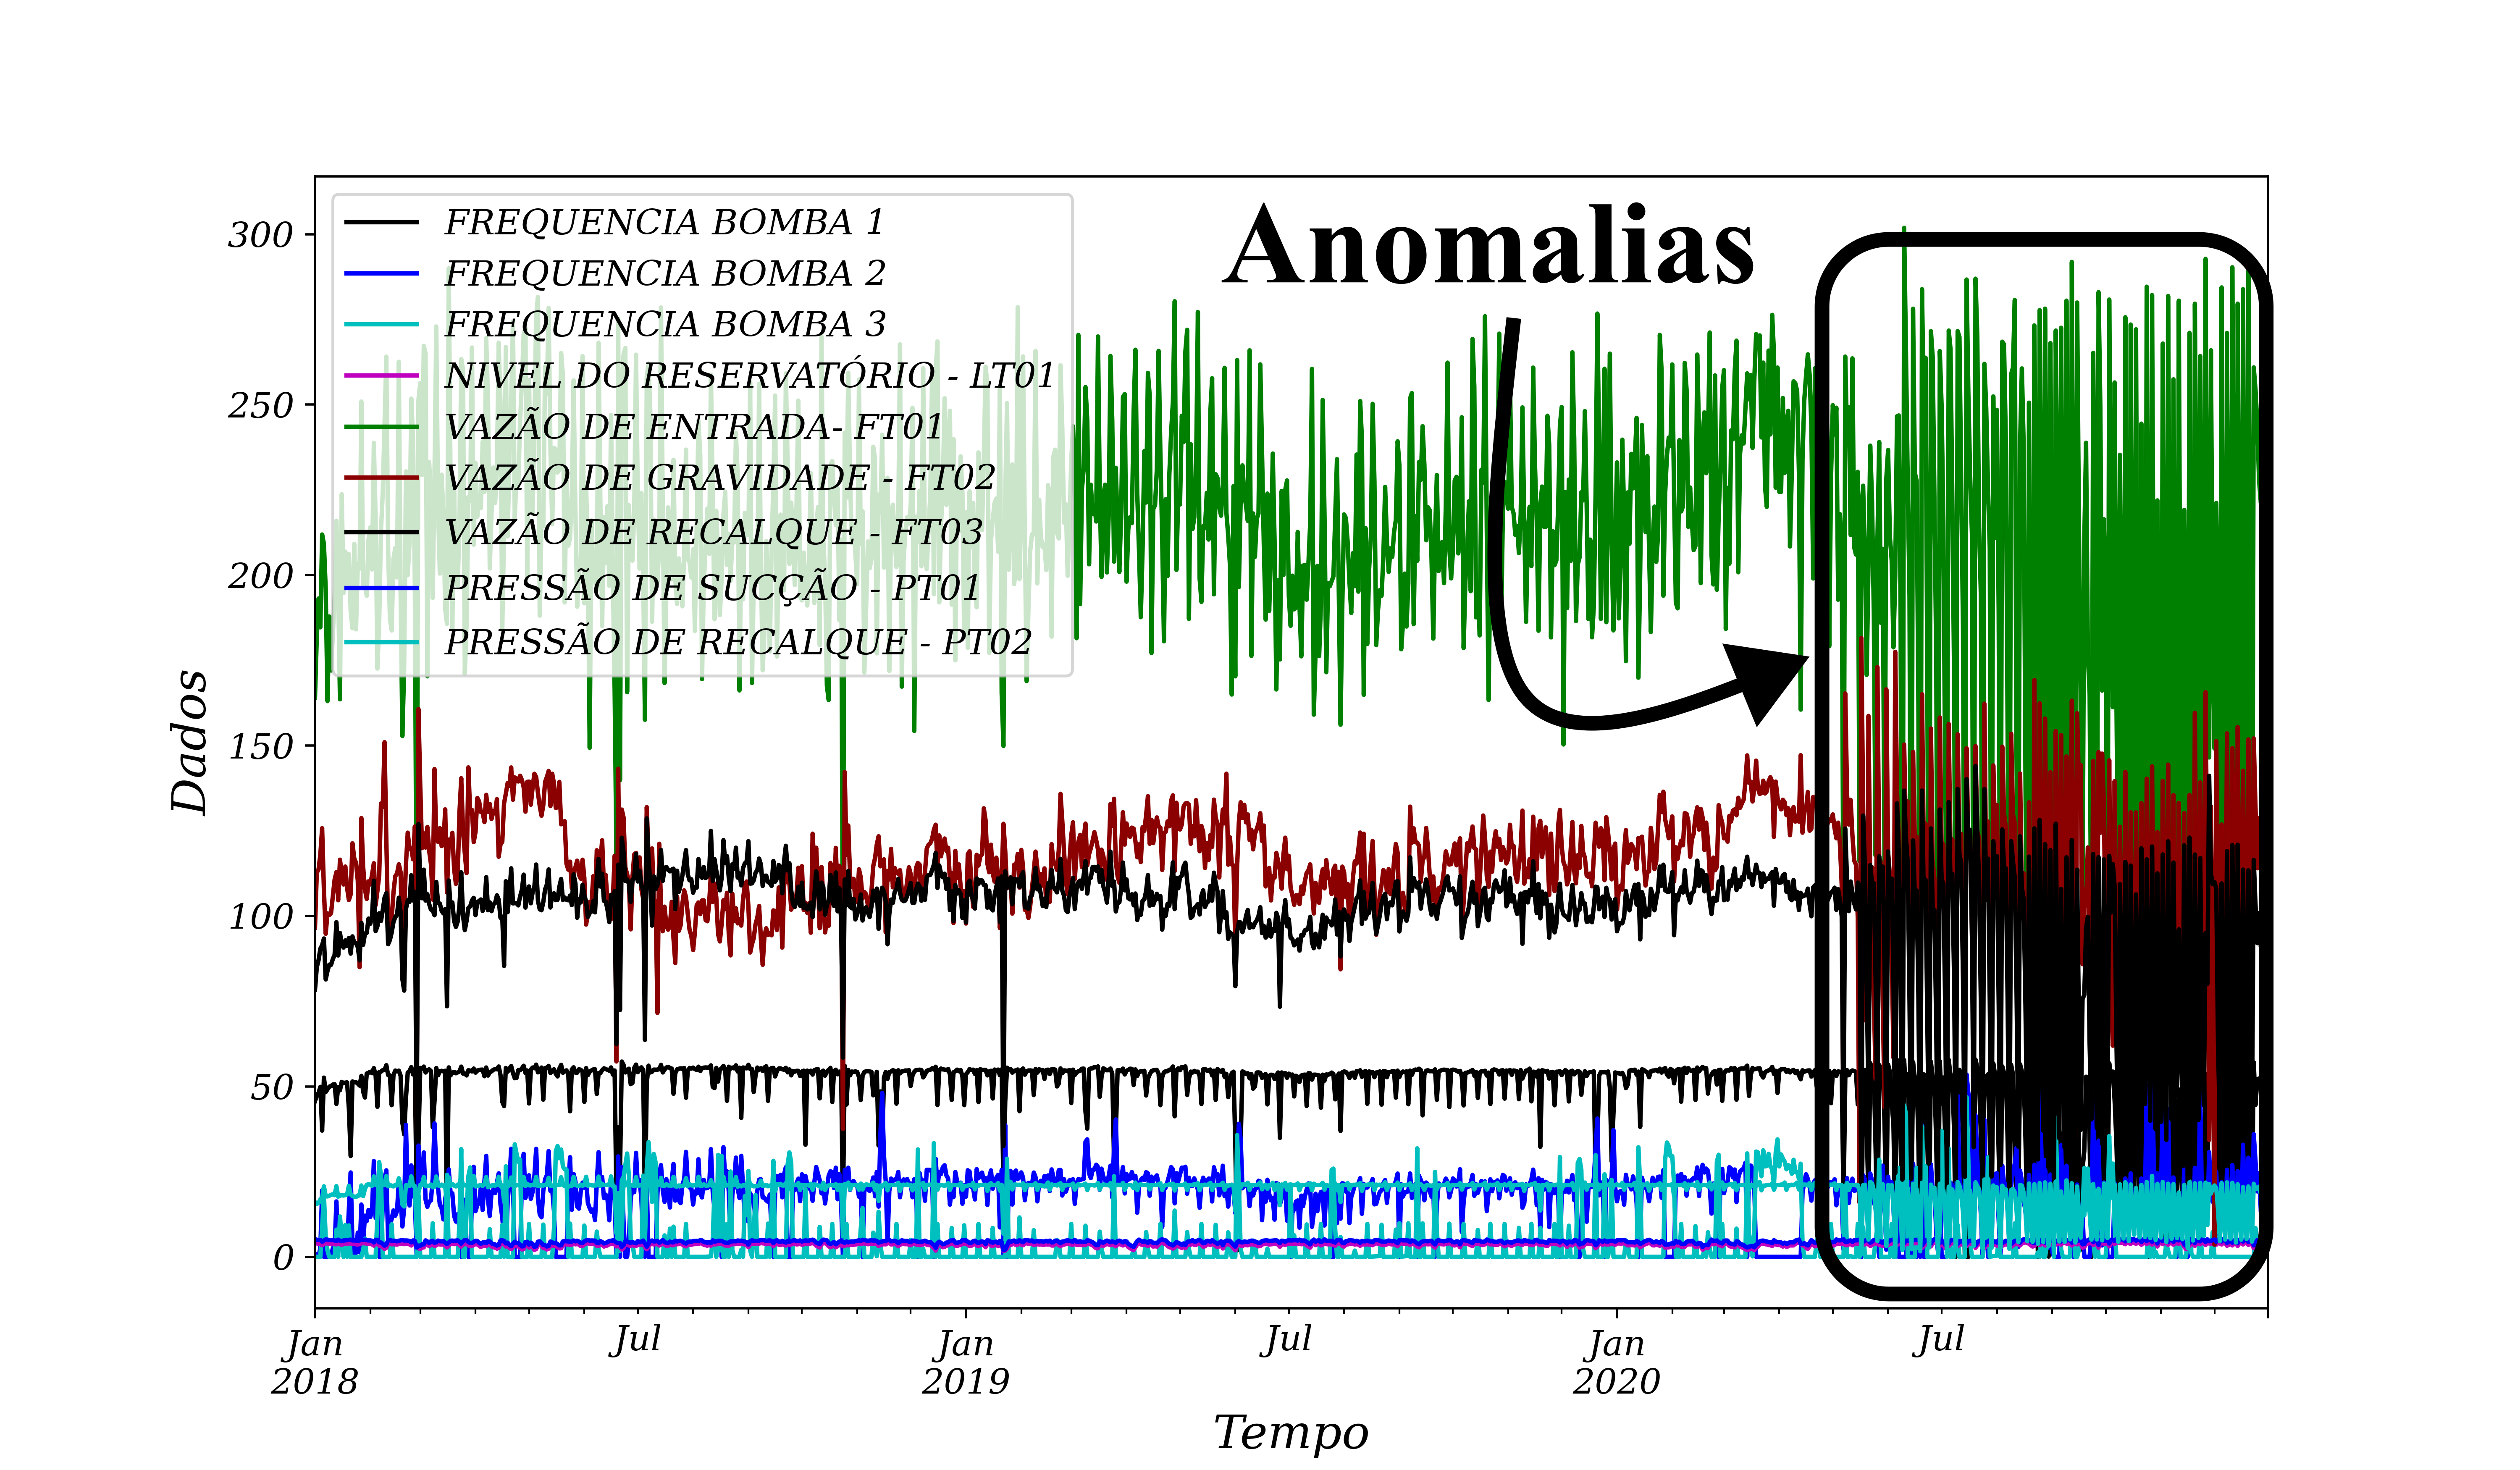 Anomalias
FREQUENCIA BOMBA 1
FREQUENCIA BOMBA 2
FREQUENCIA BOMBA 3
NIVEL DO RESERVATÓRIO - LT01
VAZÃO DE ENTRADA- FT01
VAZÃO DE GRAVIDADE - FT02
VAZÃO DE RECALQUE - FT03
PRESSÃO DE SUCÇÃO - PT01
PRESSÃO DE RECALQUE - PT02
300
250
200
150
100
50
0
Dados
Jan Jul Jan Jul Jan Jul
2018 2019 2020
Tempo